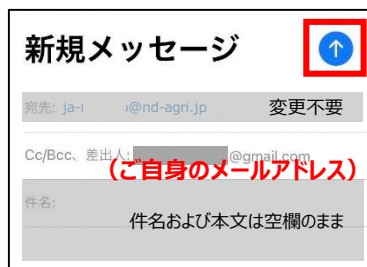 新規メッセージ
宛先: ja- @nd-agri.jp 変更不要
Cc/Bcc、差出人: @gmail.com
(ご自身のメールアドレス)
件名:
件名および本文は空欄のまま